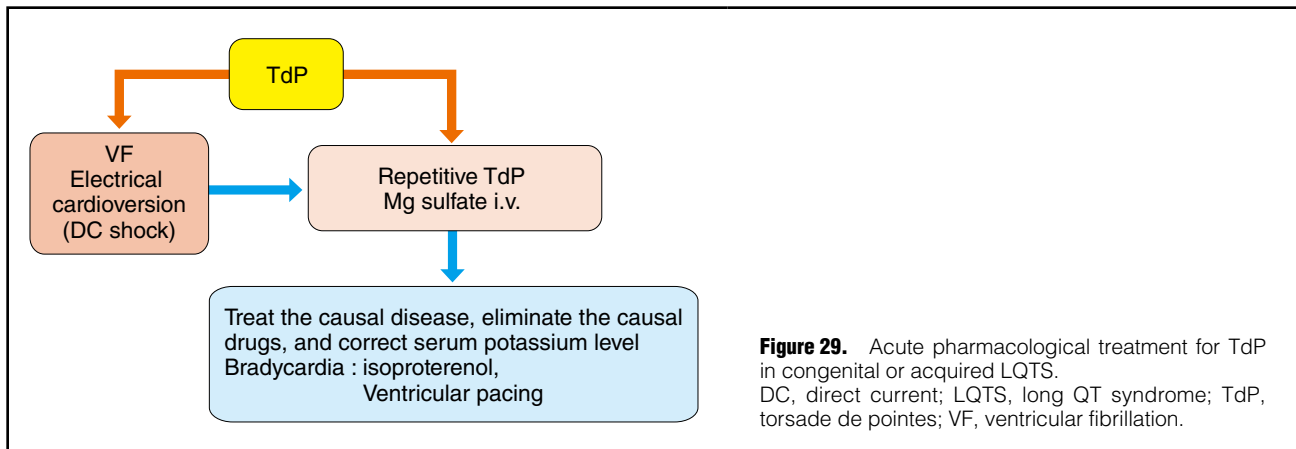 TdP
VF
Electrical
cardioversion
(DC shock)
Repetitive TdP
Mg sulfate i.v.
Treat the causal disease, eliminate the causal
drugs, and correct serum potassium level
Bradycardia : isoproterenol,
Ventricular pacing
Figure 29. Acute pharmacological treatment for TdP
in congenital or acquired LQTS.
DC, direct current; LQTS, long QT syndrome; TdP,
torsade de pointes; VF, ventricular fibrillation.